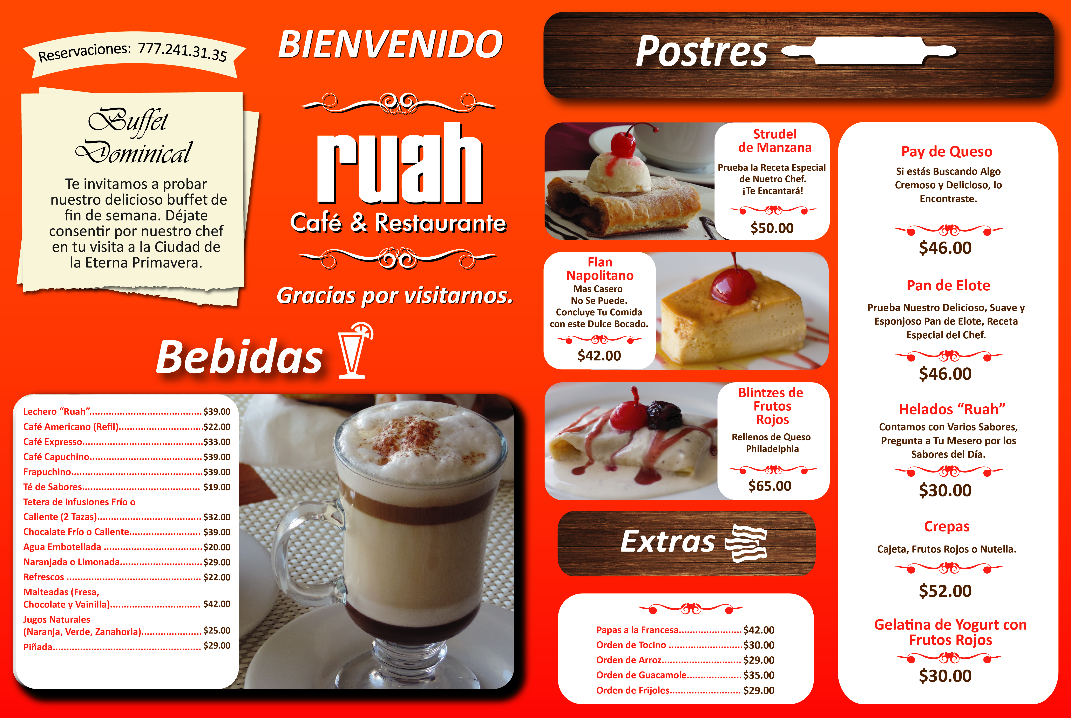 Reservaciones: 777.241.31.35
Buffet
Dominical
Te invitamos a probar
nuestro delicioso buffet de
fin de semana. Déjate
consentir por nuestro chef
en tu visita a la Ciudad de
la Eterna Primavera.
BIENVENIDO
ruah
Café & Restaurante
Gracias por visitarnos.
Bebidas
Lechero “Ruah”.......................................... $39.00
Café Americano (Refil)............................... $22.00
Café Expresso............................................. $33.00
Café Capuchino.......................................... $39.00
Frapuchino................................................. $39.00
Té de Sabores............................................ $19.00
Tetera de Infusiones Frío o
Caliente (2 Tazas)....................................... $32.00
Chocalate Frío o Caliente........................... $39.00
Agua Embotellada ..................................... $20.00
Naranjada o Limonada............................... $29.00
Refrescos .................................................. $22.00
Malteadas (Fresa,
Chocolate y Vainilla).................................. $42.00
Jugos Naturales
(Naranja, Verde, Zanahoria)...................... $25.00
Piñada....................................................... $29.00
Postres
Strudel
de Manzana
Prueba la Receta Especial
de Nuetro Chef.
¡Te Encantará!
$50.00
Flan
Napolitano
Mas Casero
No Se Puede.
Concluye Tu Comida
con este Dulce Bocado.
$42.00
Blintzes de
Frutos
Rojos
Rellenos de Queso
Philadelphia
$65.00
Extras
Papas a la Francesa....................... $42.00
Orden de Tocino ........................... $30.00
Orden de Arroz.............................. $29.00
Orden de Guacamole.................... $35.00
Orden de Frijoles.......................... $29.00
Pay de Queso
Si estás Buscando Algo
Cremoso y Delicioso, lo
Encontraste.
$46.00
Pan de Elote
Prueba Nuestro Delicioso, Suave y
Esponjoso Pan de Elote, Receta
Especial del Chef.
$46.00
Helados “Ruah”
Contamos con Varios Sabores,
Pregunta a Tu Mesero por los
Sabores del Día.
$30.00
Crepas
Cajeta, Frutos Rojos o Nutella.
$52.00
Gelatina de Yogurt con
Frutos Rojos
$30.00